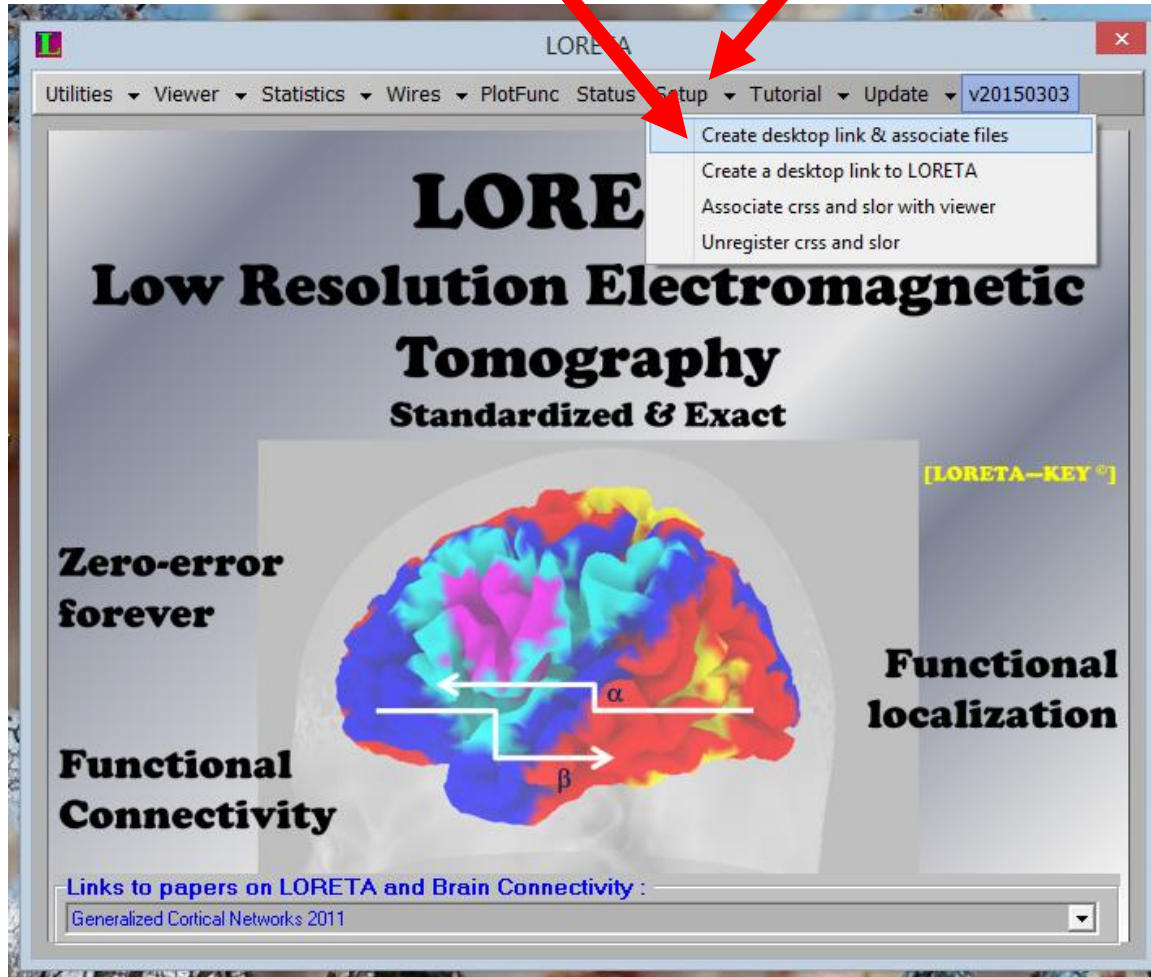 L
LORETA
×
Utilities Viewer Statistics Wires PlotFunc Status Setup Tutorial Update v20150303
Create desktop link & associate files
Create a desktop link to LORETA
Associate crss and slor with viewer
Unregister crss and slor
LORE
Low Resolution Electromagnetic
Tomography
Standardized & Exact
[LORETA—KEY ©]
Zero-error
forever
α
Functional
localization
β
Functional
Connectivity
Links to papers on LORETA and Brain Connectivity :
Generalized Cortical Networks 2011